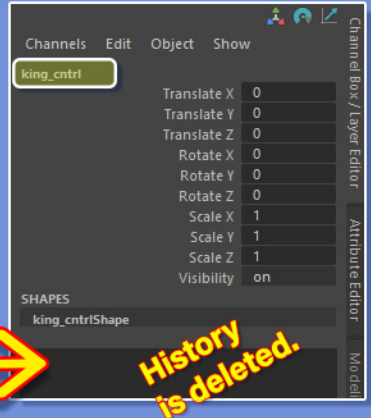 Channels Edit Object Show
king_cntrl
Translate X 0
Translate Y 0
Translate Z 0
Rotate X 0
Rotate Y 0
Rotate Z 0
Scale X 1
Scale Y 1
Scale Z 1
Visibility on
SHAPES
king_cntrlShape
History
is deleted.
Channel Box / Layer Editor
Attribute Editor
Modeli